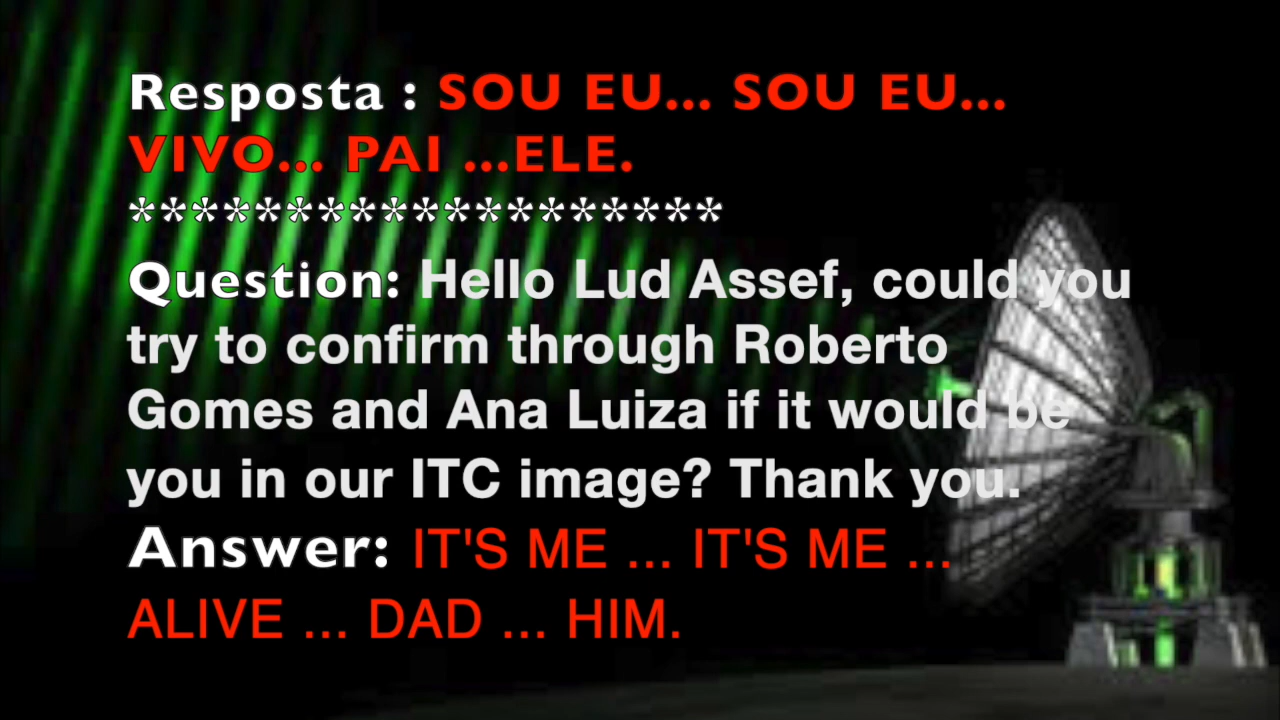 Resposta : SOU EU... SOU EU...
VIVO... PAI ...ELE.
*******************
Question: Hello Lud Assef, could you
try to confirm through Roberto
Gomes and Ana Luiza if it would be
you in our ITC image? Thank you.
Answer: IT'S ME ... IT'S ME ...
ALIVE ... DAD ... HIM.